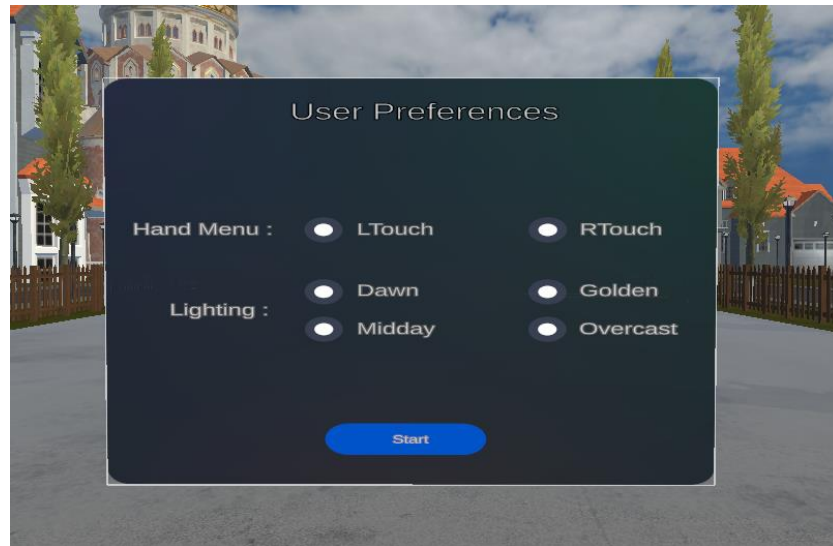 User Preferences
Hand Menu : LTouch RTouch
Dawn Golden
Lighting :
Midday Overcast
Start